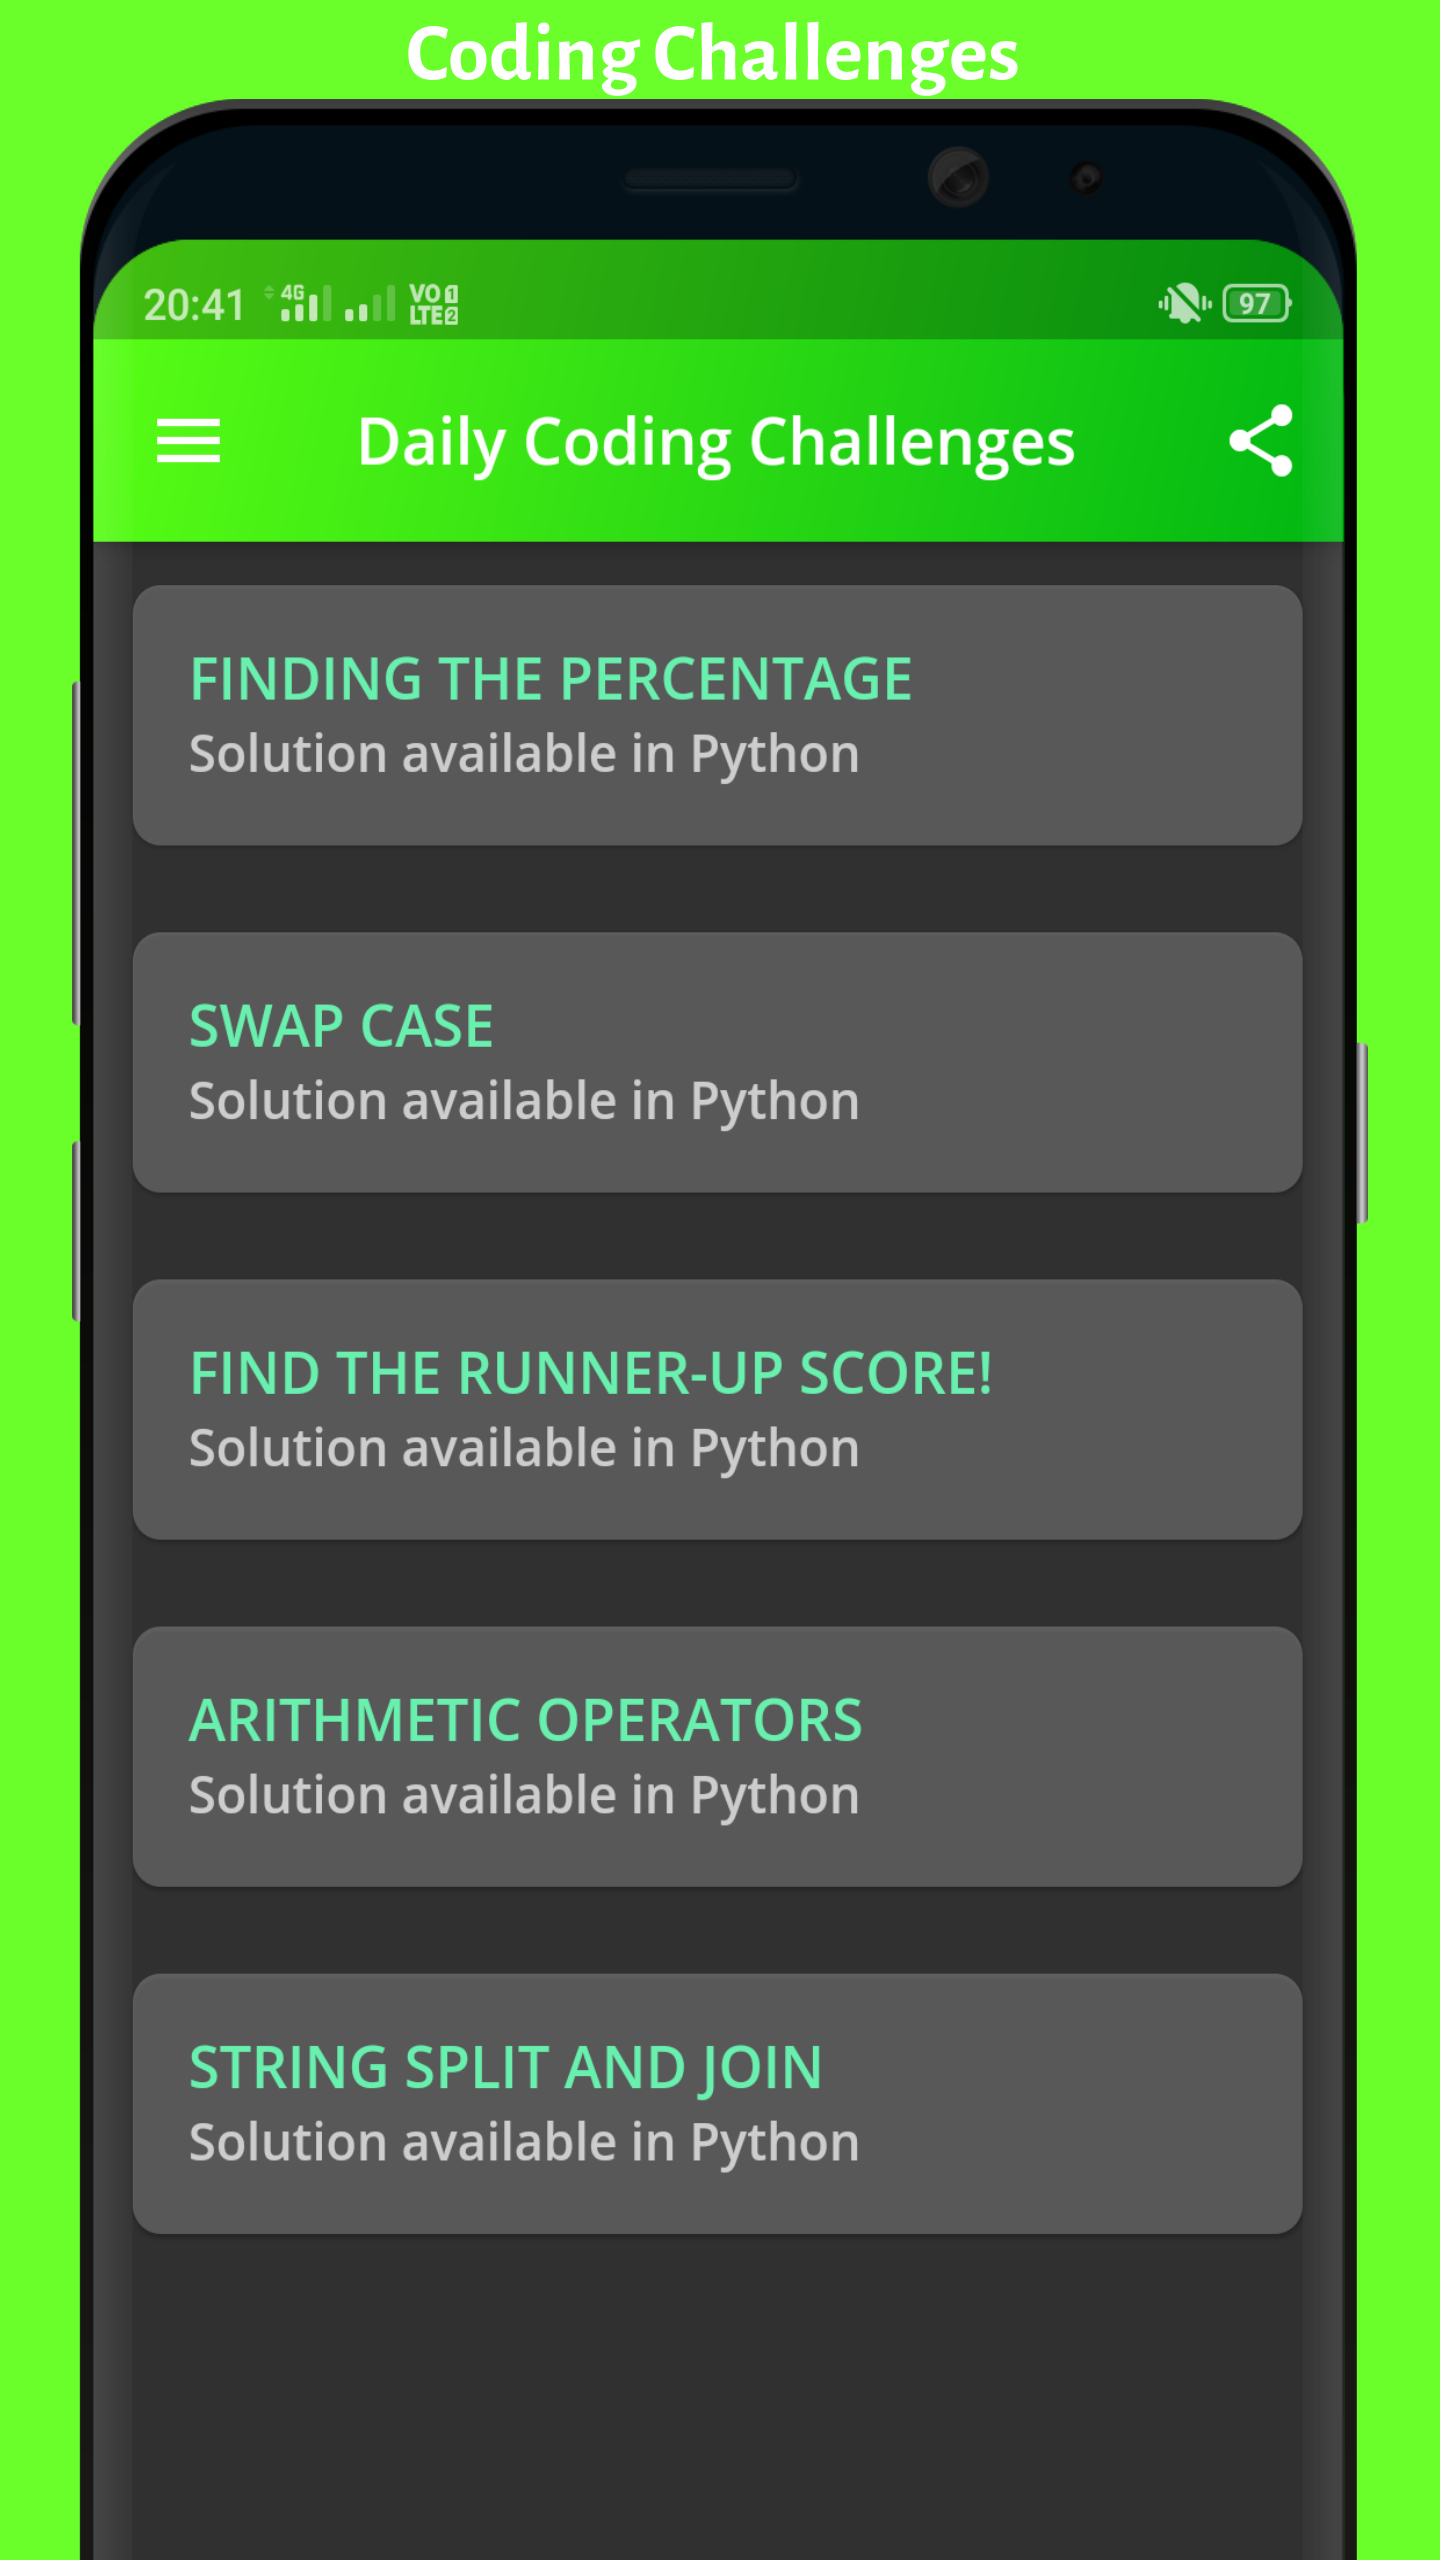 Coding Challenges
20:41 4G VO 1 LTE 2 97
Daily Coding Challenges
FINDING THE PERCENTAGE
Solution available in Python
SWAP CASE
Solution available in Python
FIND THE RUNNER-UP SCORE!
Solution available in Python
ARITHMETIC OPERATORS
Solution available in Python
STRING SPLIT AND JOIN
Solution available in Python